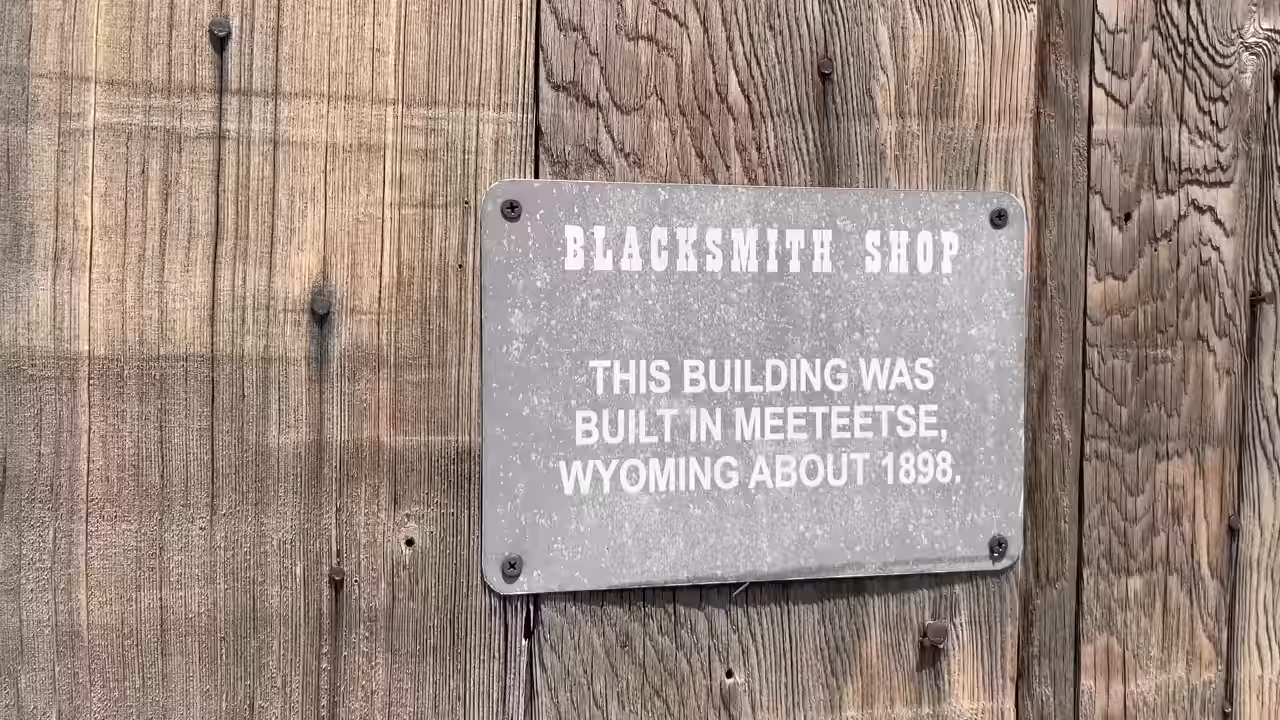 BLACKSMITH SHOP
THIS BUILDING WAS
BUILT IN MEETEETSE,
WYOMING ABOUT 1898.